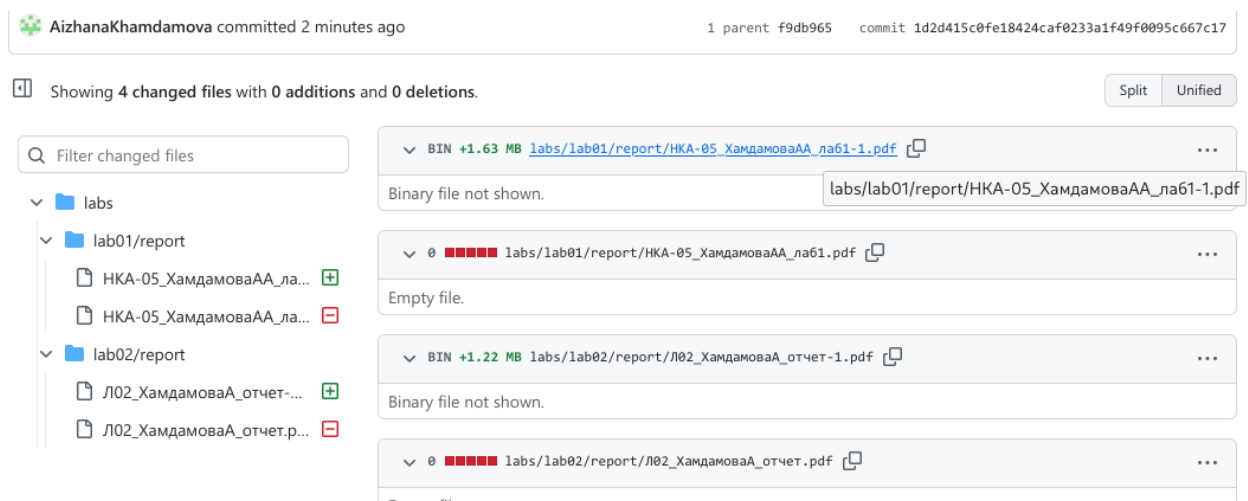 AizhanaKhamdamova committed 2 minutes ago 1 parent f9db965 commit 1d2d415c0fe18424caf0233a1f49f0095c667c17
Showing 4 changed files with 0 additions and 0 deletions.
Split Unified
Filter changed files
labs
lab01/report
НКА-05_ХамдамоваАА_ла...
НКА-05_ХамдамоваАА_ла...
lab02/report
Л02_ХамдамоваА_отчет-...
Л02_ХамдамоваА_отчет.p...
BIN +1.63 MB labs/lab01/report/НКА-05_ХамдамоваАА_лаб1-1.pdf
Binary file not shown.
labs/lab01/report/НКА-05_ХамдамоваАА_лаб1-1.pdf
0 labs/lab01/report/НКА-05_ХамдамоваАА_лаб1.pdf
Empty file.
BIN +1.22 MB labs/lab02/report/Л02_ХамдамоваА_отчет-1.pdf
Binary file not shown.
0 labs/lab02/report/Л02_ХамдамоваА_отчет.pdf